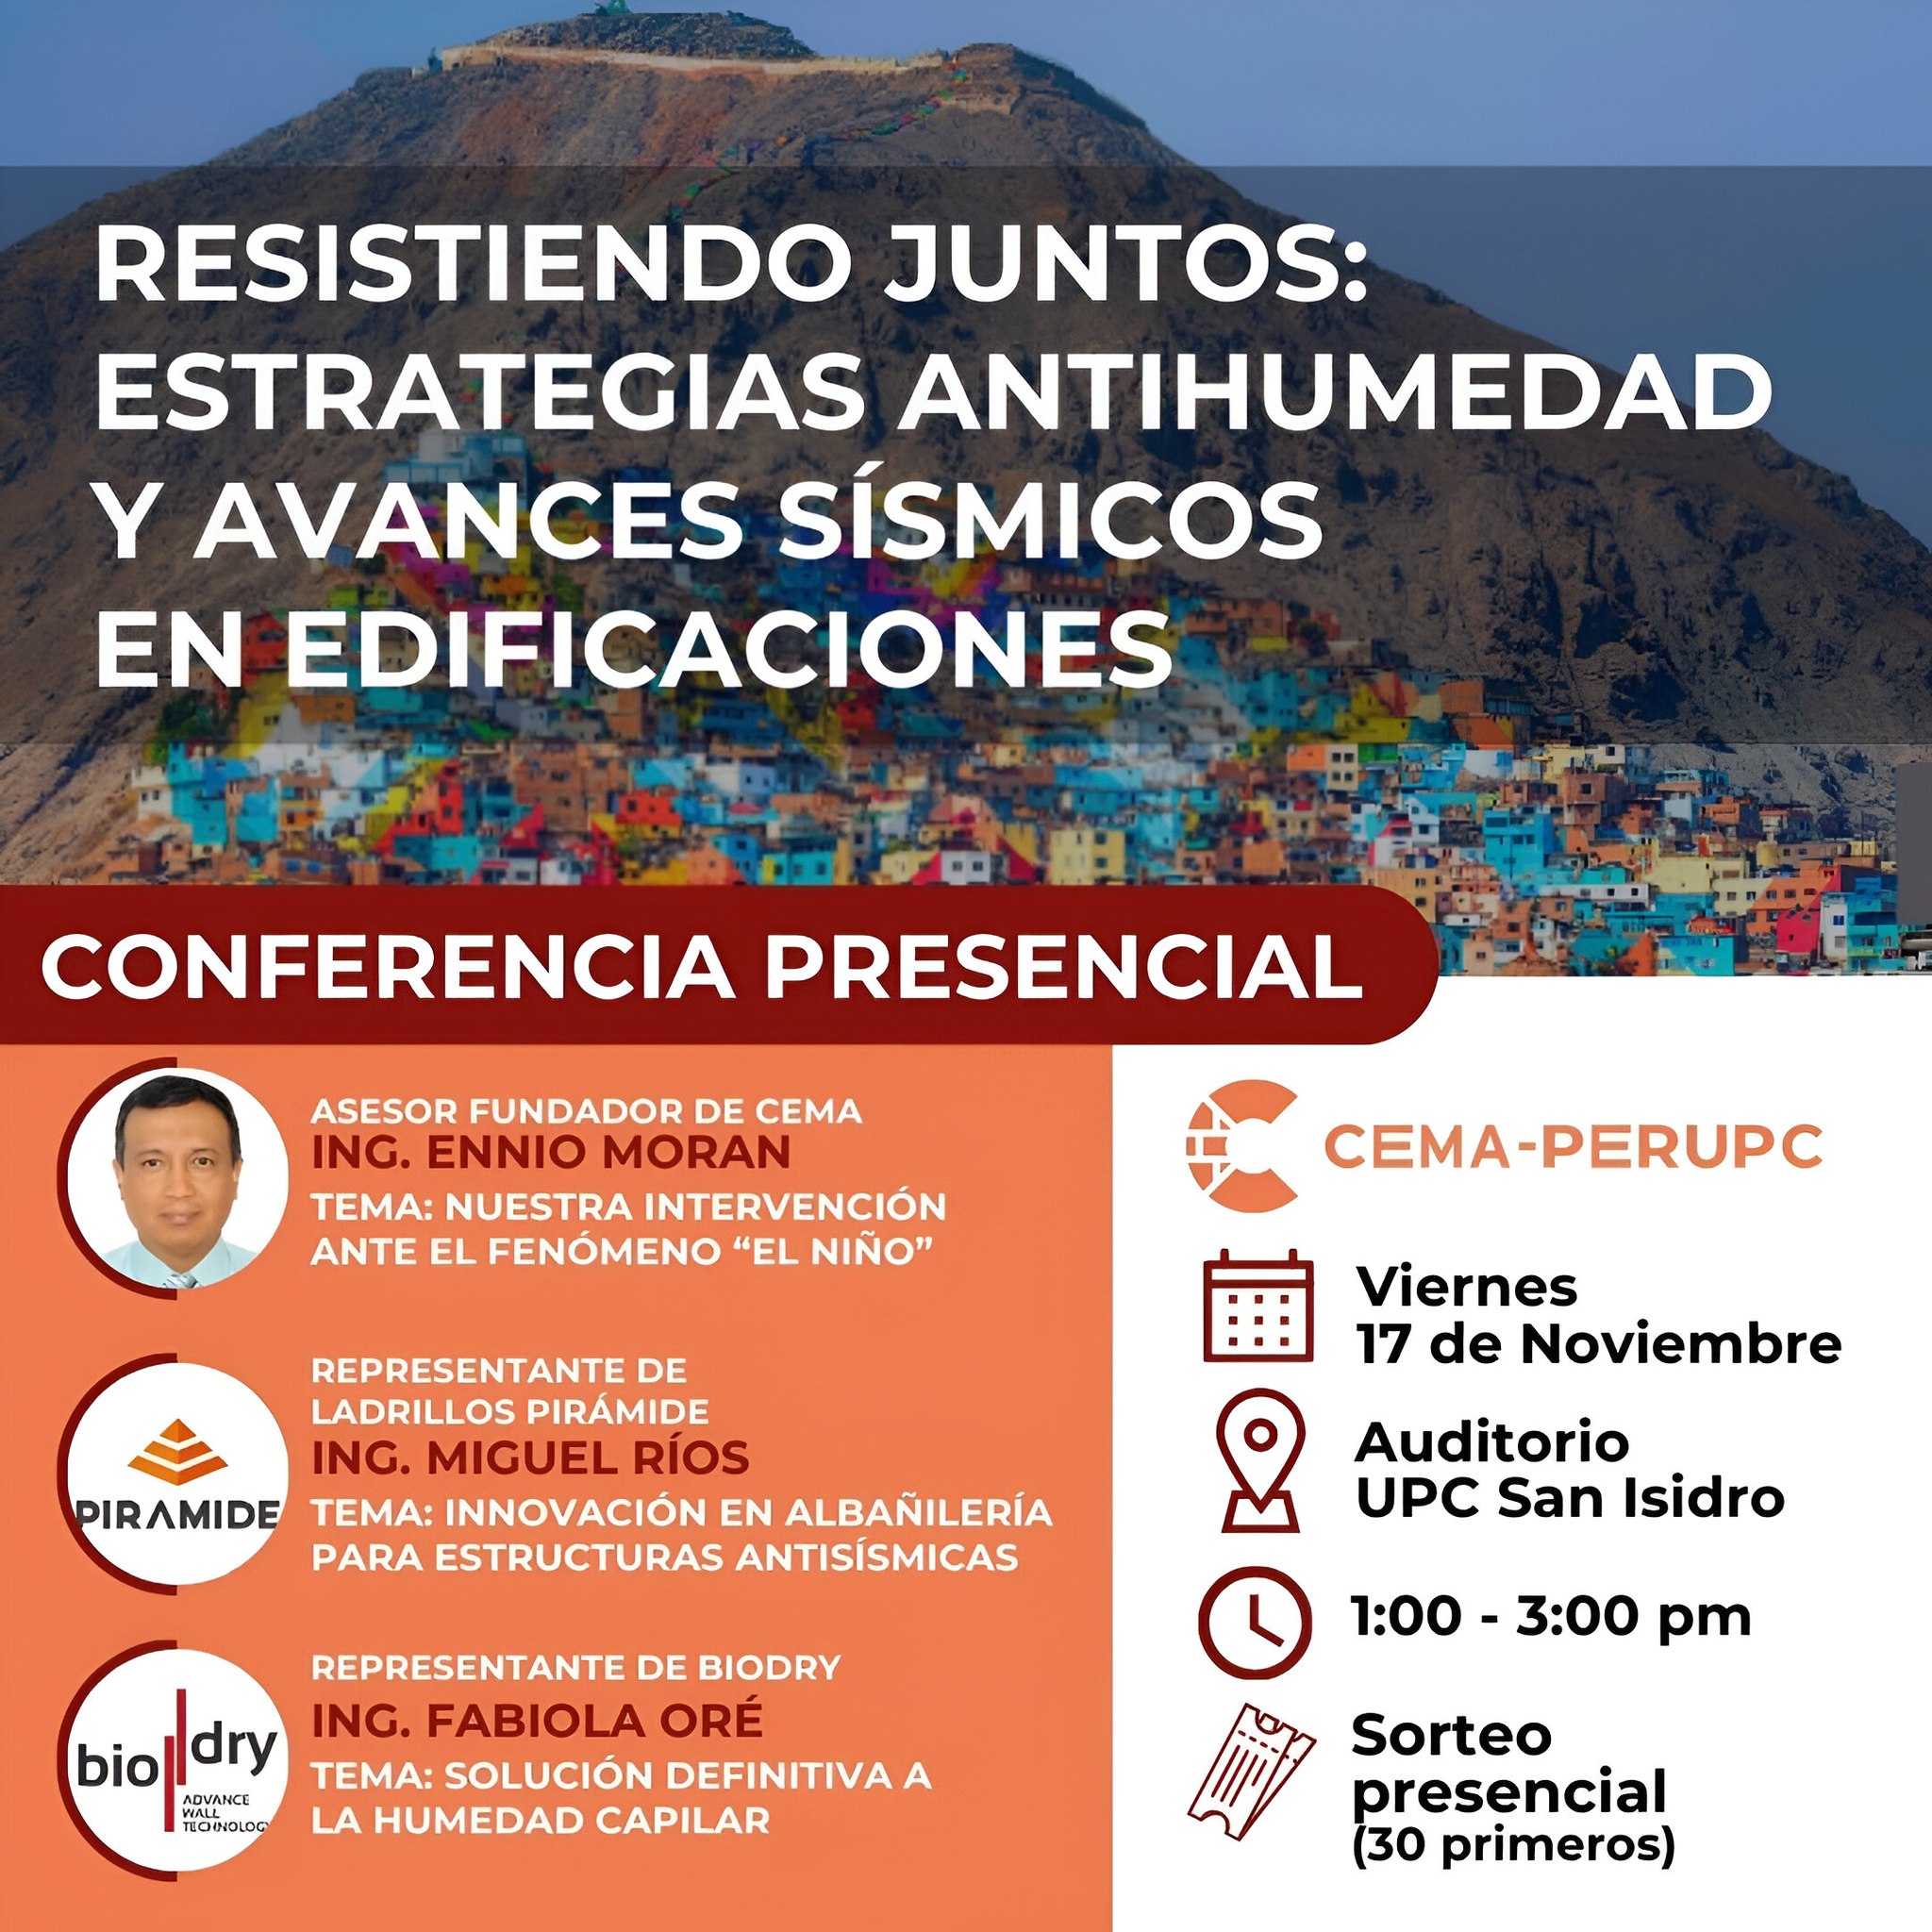 RESISTIENDO JUNTOS:
ESTRATEGIAS ANTIHUMEDAD
Y AVANCES SÍSMICOS
EN EDIFICACIONES
CONFERENCIA PRESENCIAL
ASESOR FUNDADOR DE CEMA
ING. ENNIO MORAN
TEMA: NUESTRA INTERVENCIÓN
ANTE EL FENÓMENO “EL NIÑO”
PIRAMIDE
REPRESENTANTE DE
LADRILLOS PIRÁMIDE
ING. MIGUEL RÍOS
TEMA: INNOVACIÓN EN ALBAÑILERÍA
PARA ESTRUCTURAS ANTISÍSMICAS
bio dry
ADVANCE
WALL
TECHNOLOGY
REPRESENTANTE DE BIODRY
ING. FABIOLA ORÉ
TEMA: SOLUCIÓN DEFINITIVA A
LA HUMEDAD CAPILAR
CEMA-PERUPC
Viernes
17 de Noviembre
Auditorio
UPC San Isidro
1:00 - 3:00 pm
Sorteo
presencial
(30 primeros)